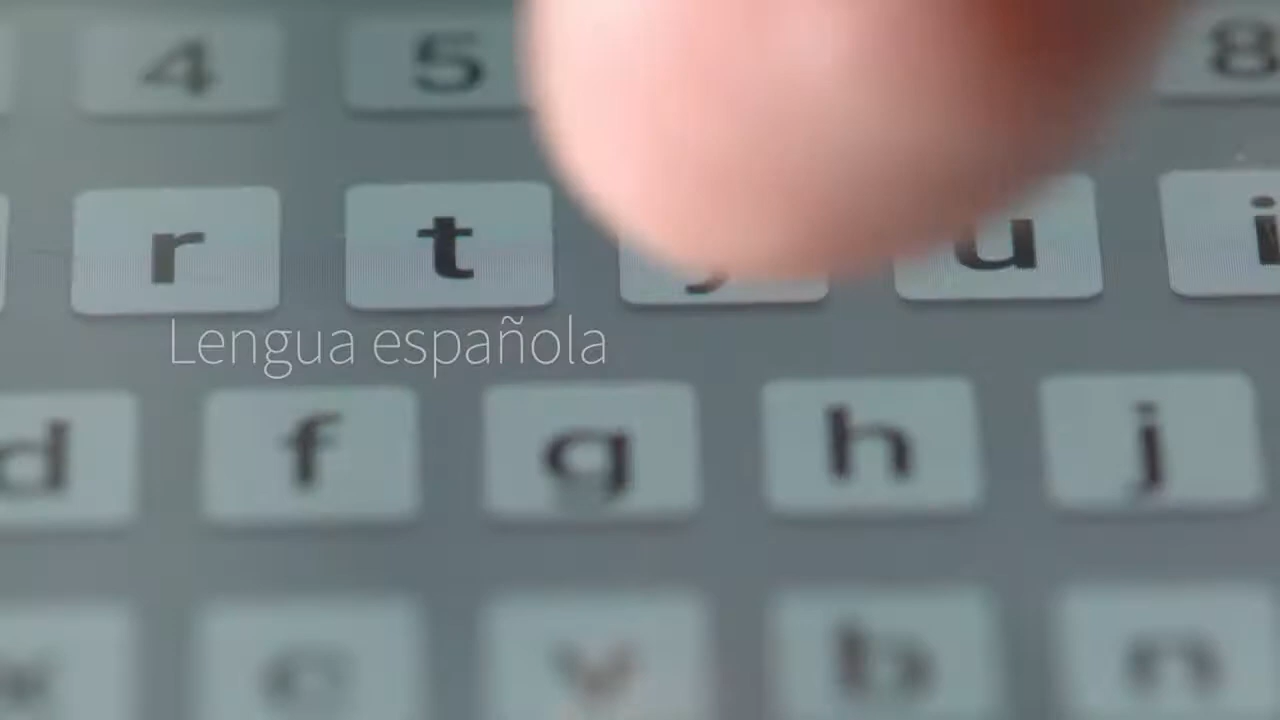 4 5 8
r t y u i
Lengua española
d f g h j
c v b n